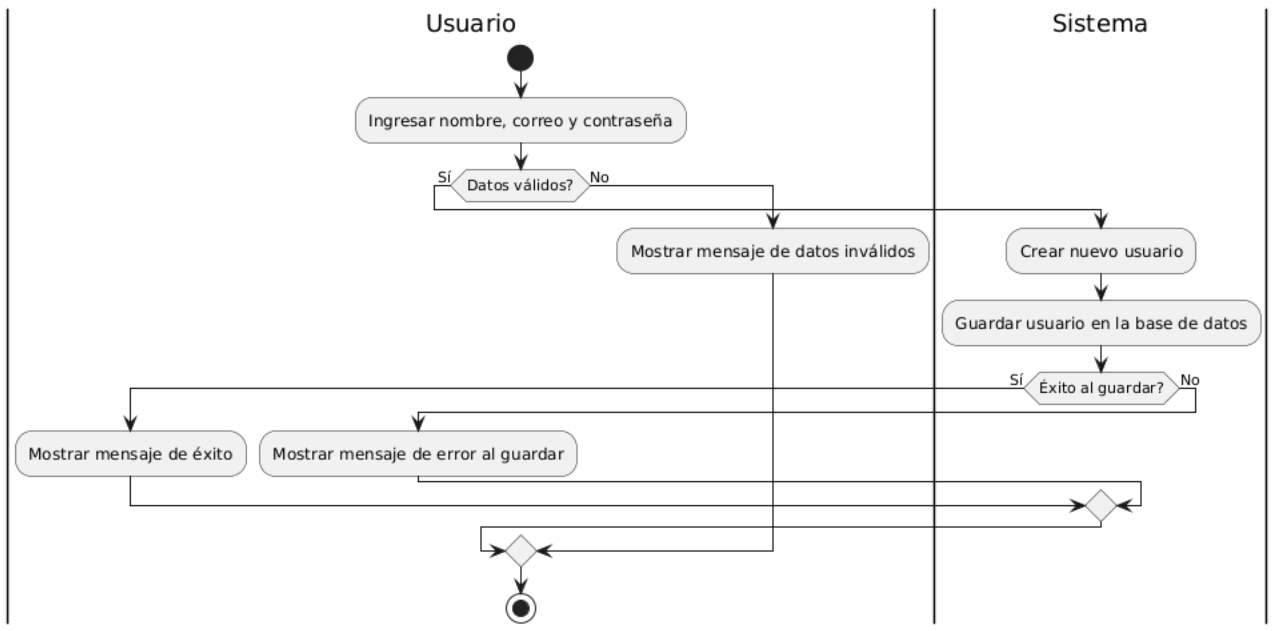 Usuario
Sistema
Ingresar nombre, correo y contraseña
Sí
Datos válidos?
No
Mostrar mensaje de datos inválidos
Crear nuevo usuario
Guardar usuario en la base de datos
Sí
Éxito al guardar?
No
Mostrar mensaje de éxito
Mostrar mensaje de error al guardar